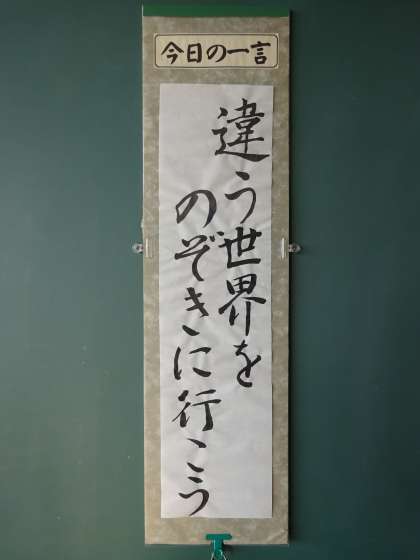 今日の一言
違う世界を
のぞきに行こう